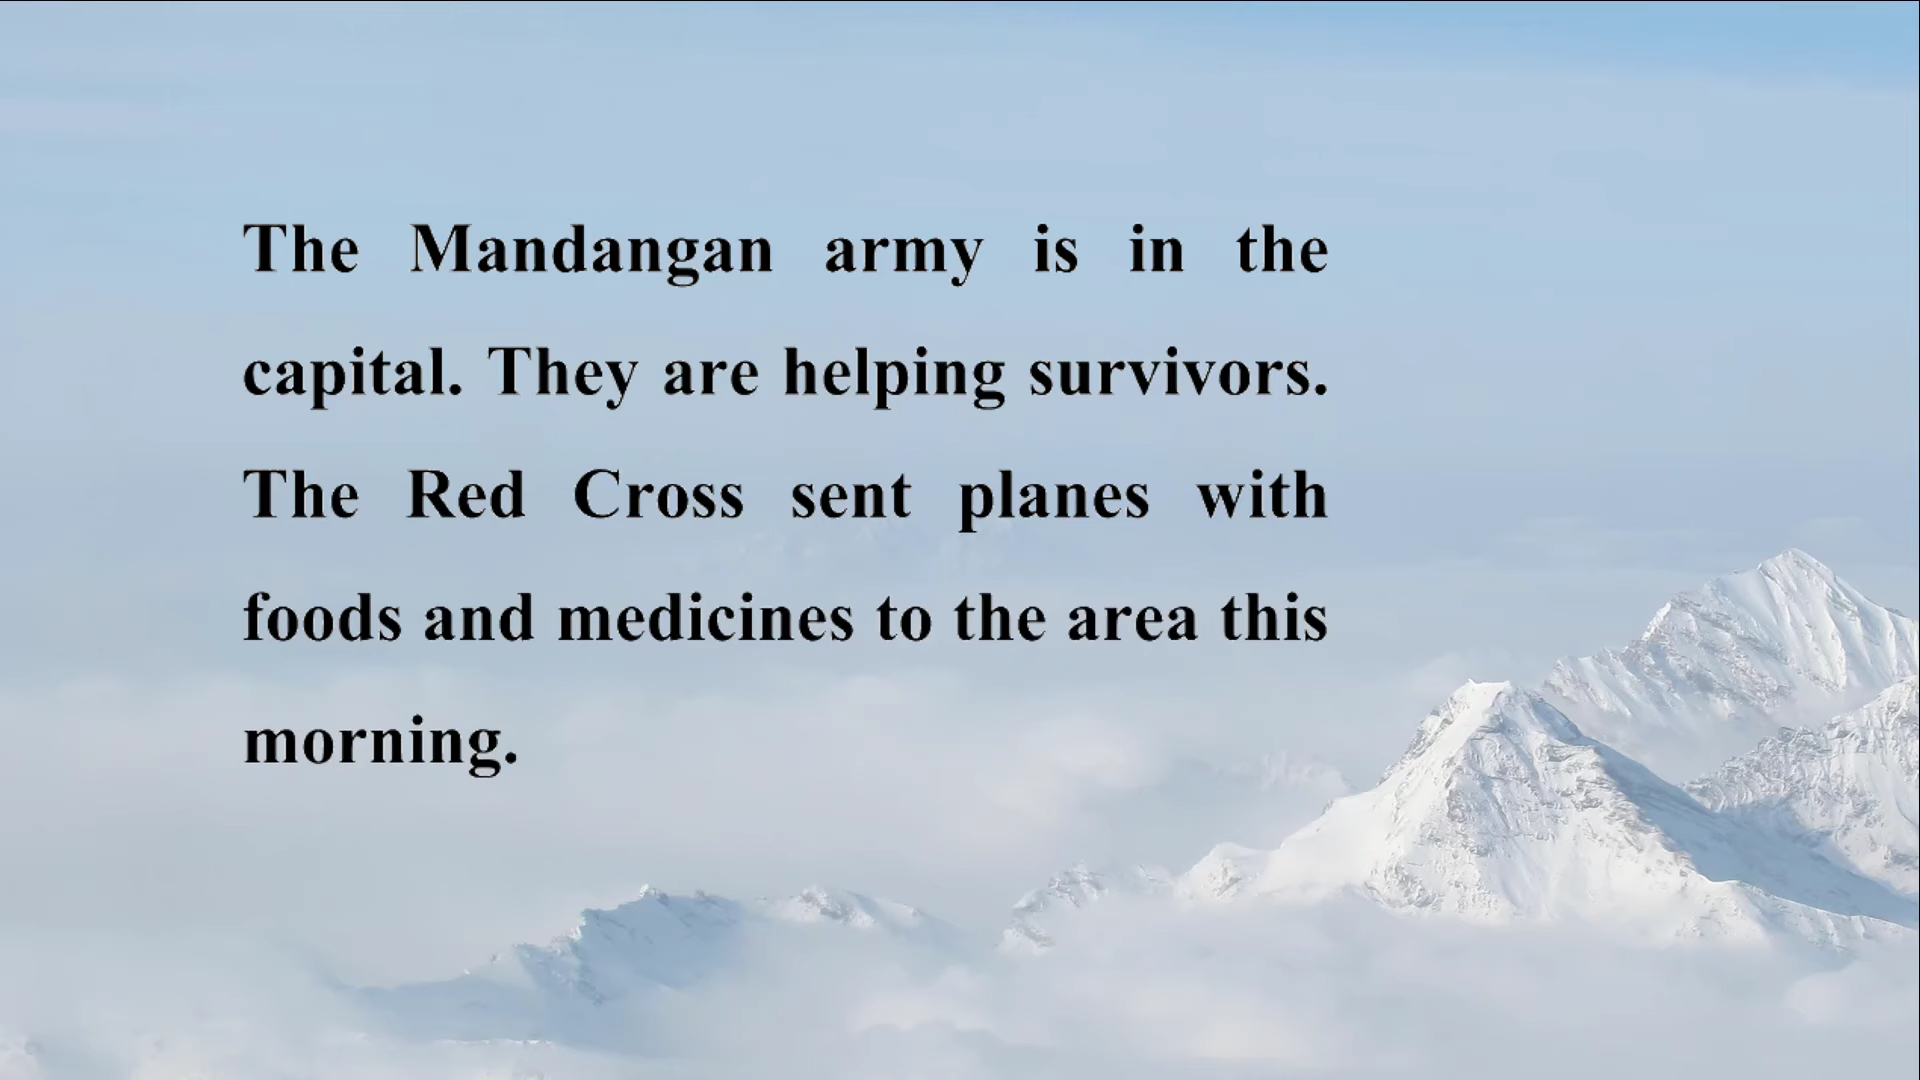 The Mandangan army is in the
capital. They are helping survivors.
The Red Cross sent planes with
foods and medicines to the area this
morning.